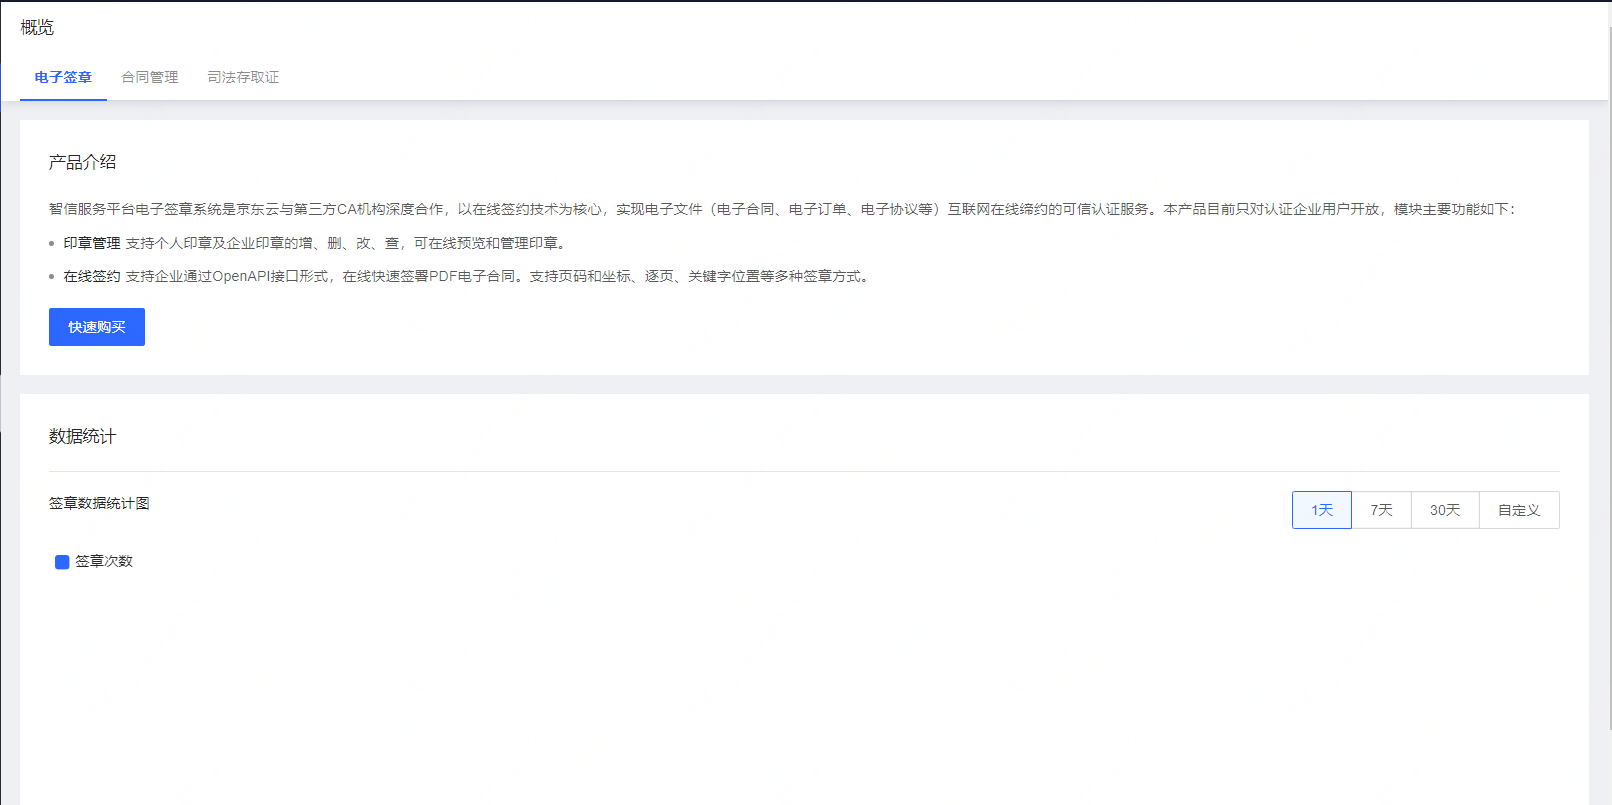 概览
电子签章 合同管理 司法存取证
产品介绍
智信服务平台电子签章系统是京东云与第三方CA机构深度合作，以在线签约技术为核心，实现电子文件（电子合同、电子订单、电子协议等）互联网在线缔约的可信认证服务。本产品目前只对认证企业用户开放，模块主要功能如下：
印章管理 支持个人印章及企业印章的增、删、改、查，可在线预览和管理印章。
在线签约 支持企业通过OpenAPI接口形式，在线快速签署PDF电子合同。支持页码和坐标、逐页、关键字位置等多种签章方式。
快速购买
数据统计
签章数据统计图
1天 7天 30天 自定义
签章次数